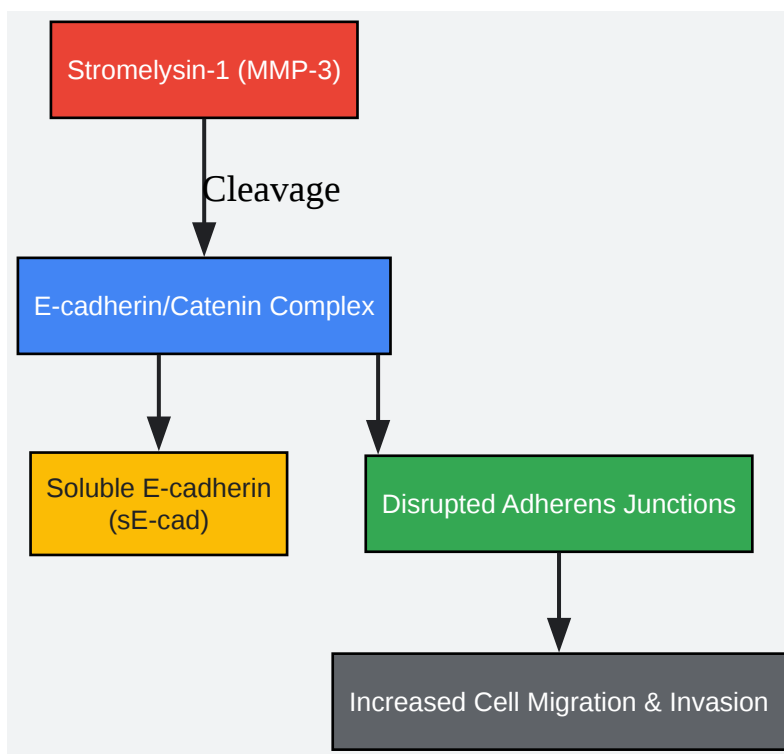 Stromelysin-1 (MMP-3)
Cleavage
E-cadherin/Catenin Complex
Soluble E-cadherin
(sE-cad)
Disrupted Adherens Junctions
Increased Cell Migration & Invasion